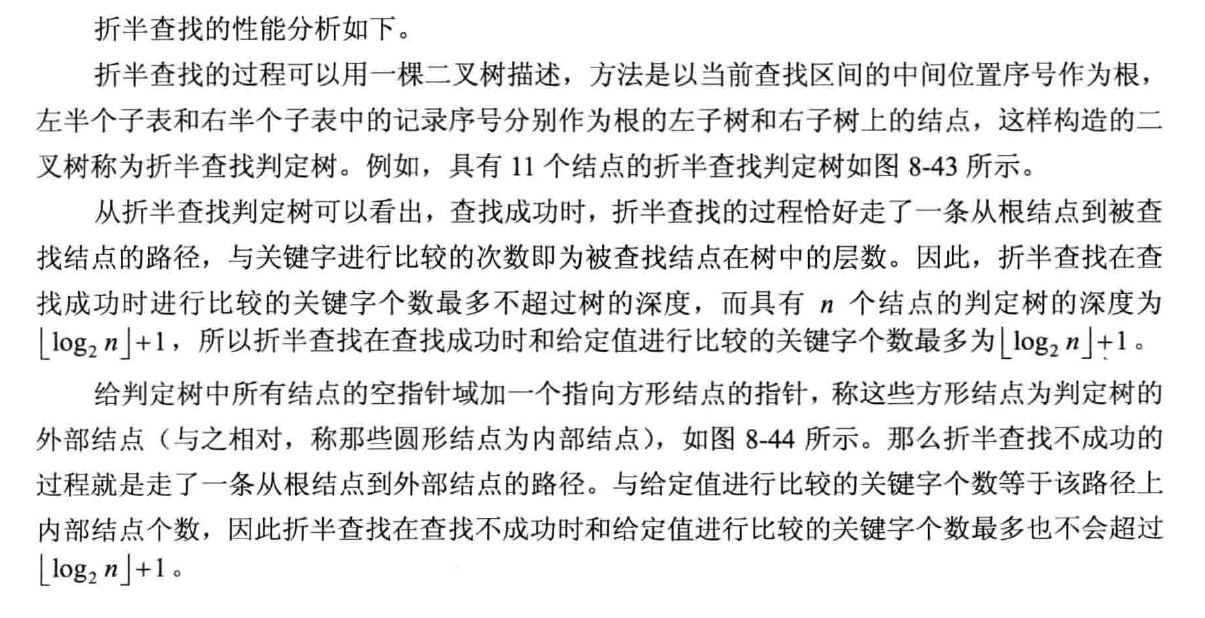 折半查找的性能分析如下。
折半查找的过程可以用一棵二叉树描述，方法是以当前查找区间的中间位置序号作为根，
左半个子表和右半个子表中的记录序号分别作为根的左子树和右子树上的结点，这样构造的二
叉树称为折半查找判定树。例如，具有 11 个结点的折半查找判定树如图 8-43 所示。
从折半查找判定树可以看出，查找成功时，折半查找的过程恰好走了一条从根结点到被查
找结点的路径，与关键字进行比较的次数即为被查找结点在树中的层数。因此，折半查找在查
找成功时进行比较的关键字个数最多不超过树的深度，而具有 n 个结点的判定树的深度为
⌊log₂ n⌋+1，所以折半查找在查找成功时和给定值进行比较的关键字个数最多为⌊log₂ n⌋+1。
给判定树中所有结点的空指针域加一个指向方形结点的指针，称这些方形结点为判定树的
外部结点（与之相对，称那些圆形结点为内部结点），如图 8-44 所示。那么折半查找不成功的
过程就是走了一条从根结点到外部结点的路径。与给定值进行比较的关键字个数等于该路径上
内部结点个数，因此折半查找在查找不成功时和给定值进行比较的关键字个数最多也不会超过
⌊log₂ n⌋+1。